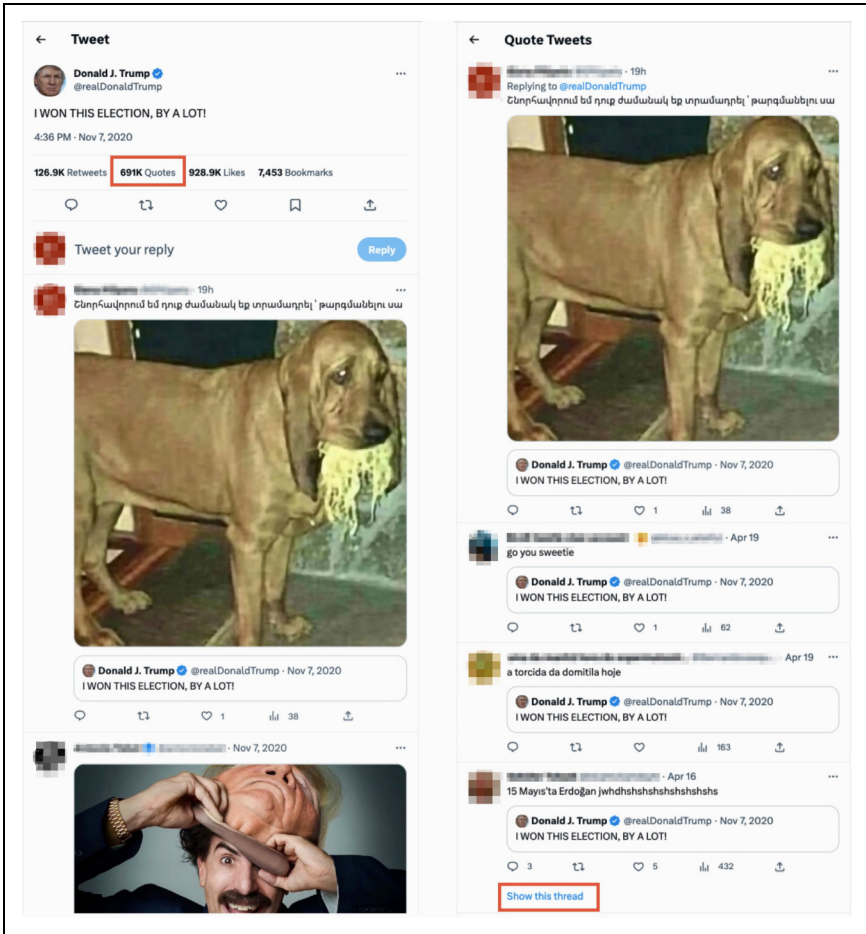 Tweet
Donald J. Trump
@realDonaldTrump
I WON THIS ELECTION, BY A LOT!
4:36 PM · Nov 7, 2020
126.9K Retweets 691K Quotes 928.9K Likes 7,453 Bookmarks
Tweet your reply
Reply
· 19h
Շնորհավորում եմ դուք ժամանակ եք տրամադրել ՝ թարգմանելու սա
Donald J. Trump @realDonaldTrump · Nov 7, 2020
I WON THIS ELECTION, BY A LOT!
1 38
· Nov 7, 2020
Quote Tweets
· 19h
Replying to @realDonaldTrump
Շնորհավորում եմ դուք ժամանակ եք տրամադրել ՝ թարգմանելու սա
Donald J. Trump @realDonaldTrump · Nov 7, 2020
I WON THIS ELECTION, BY A LOT!
1 38
· Apr 19
go you sweetie
Donald J. Trump @realDonaldTrump · Nov 7, 2020
I WON THIS ELECTION, BY A LOT!
1 62
· Apr 19
a torcida da domitila hoje
Donald J. Trump @realDonaldTrump · Nov 7, 2020
I WON THIS ELECTION, BY A LOT!
163
· Apr 16
15 Mayıs'ta Erdoğan jwhdhshshshshshshshshs
Donald J. Trump @realDonaldTrump · Nov 7, 2020
I WON THIS ELECTION, BY A LOT!
3 5 432
Show this thread